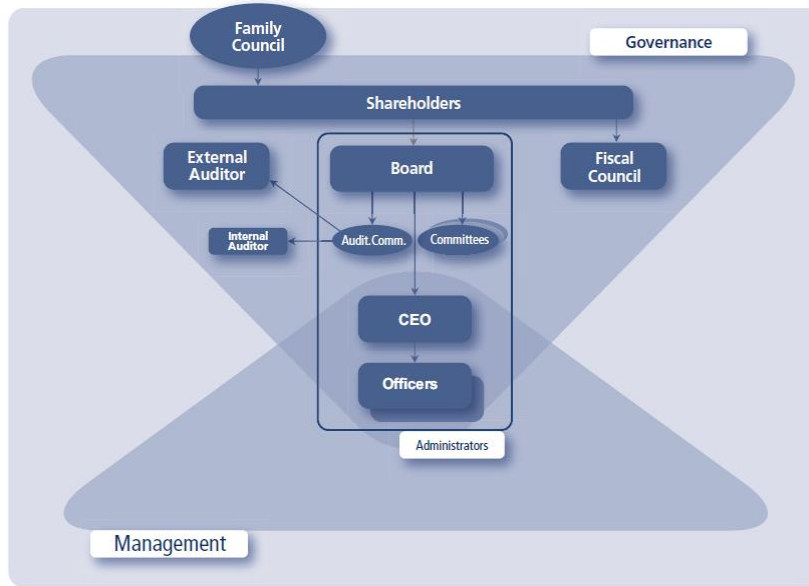 Family
Council
Governance
Shareholders
External
Auditor
Board
Fiscal
Council
Internal
Auditor
Audit.Comm.
Committees
CEO
Officers
Administrators
Management